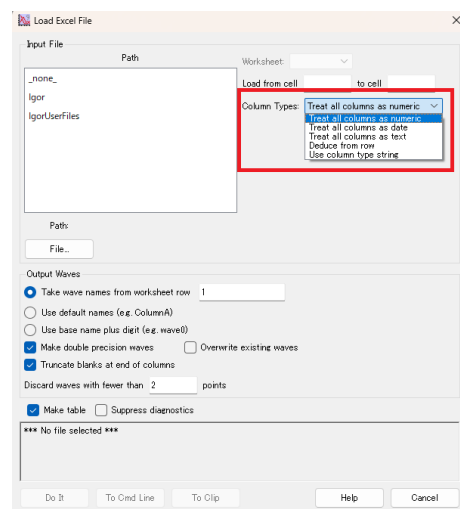 Load Excel File
Input File
Path
_none_
Igor
IgorUserFiles
Path:
File...
Worksheet:
Load from cell to cell
Column Types: Treat all columns as numeric
Treat all columns as numeric
Treat all columns as date
Treat all columns as text
Deduce from row
Use column type string
Output Waves
Take wave names from worksheet row 1
Use default names (e.g. ColumnA)
Use base name plus digit (e.g. wave0)
Make double precision waves Overwrite existing waves
Truncate blanks at end of columns
Discard waves with fewer than 2 points
Make table Suppress diagnostics
*** No file selected ***
Do It To Cmd Line To Clip Help Cancel